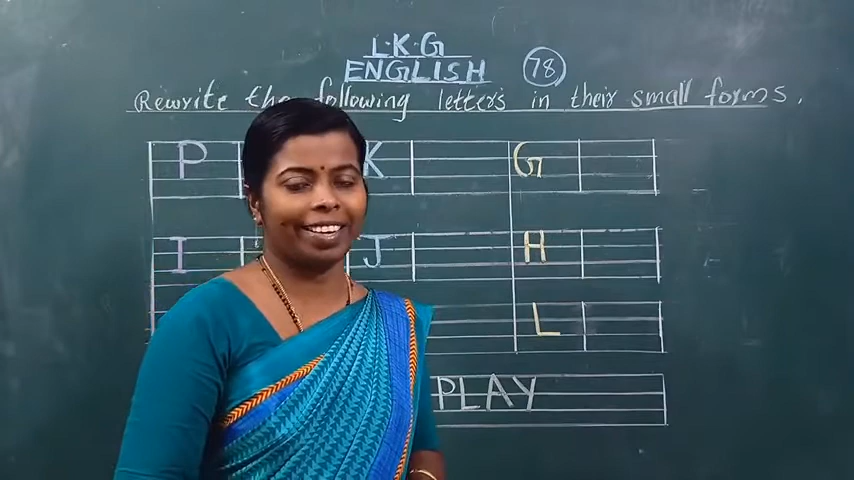 L.K.G
ENGLISH 78
Rewrite the following letters in their small forms.
P K G
I J H
L
PLAY